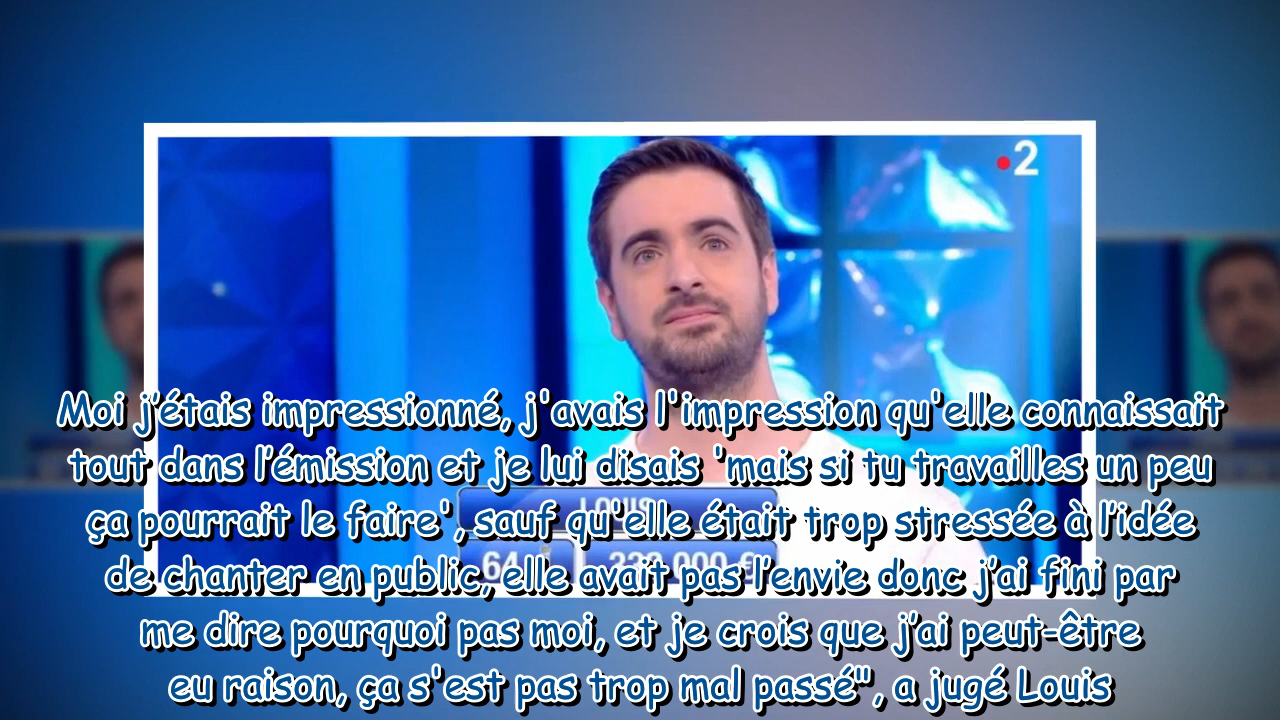 2
Moi j’étais impressionné, j'avais l'impression qu'elle connaissait
tout dans l’émission et je lui disais 'mais si tu travailles un peu
LOUIS
ça pourrait le faire', sauf qu'elle était trop stressée à l’idée
64
000 €
de chanter en public, elle avait pas l’envie donc j’ai fini par
me dire pourquoi pas moi, et je crois que j’ai peut-être
eu raison, ça s'est pas trop mal passé", a jugé Louis